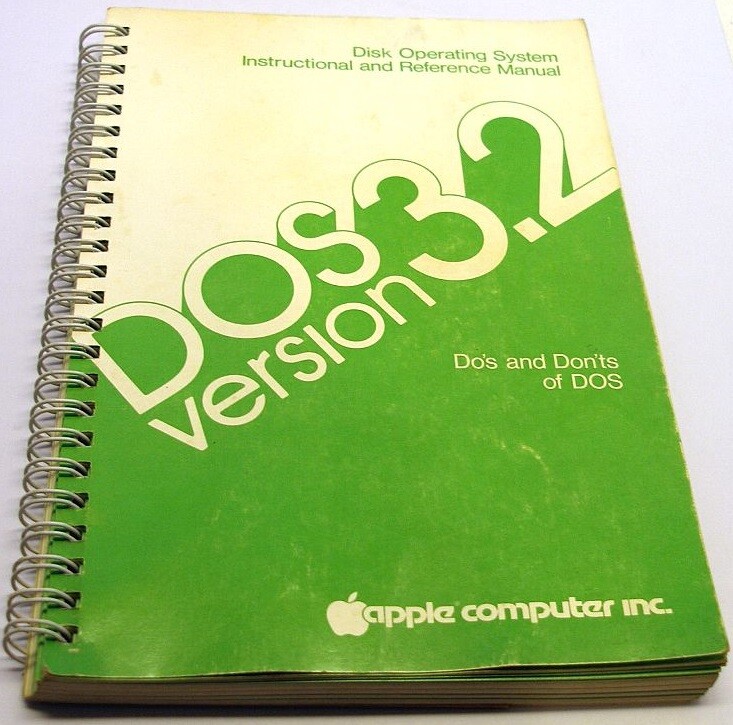 Disk Operating System
Instructional and Reference Manual
DOS 3.2
version
Do's and Don'ts
of DOS
apple computer inc.